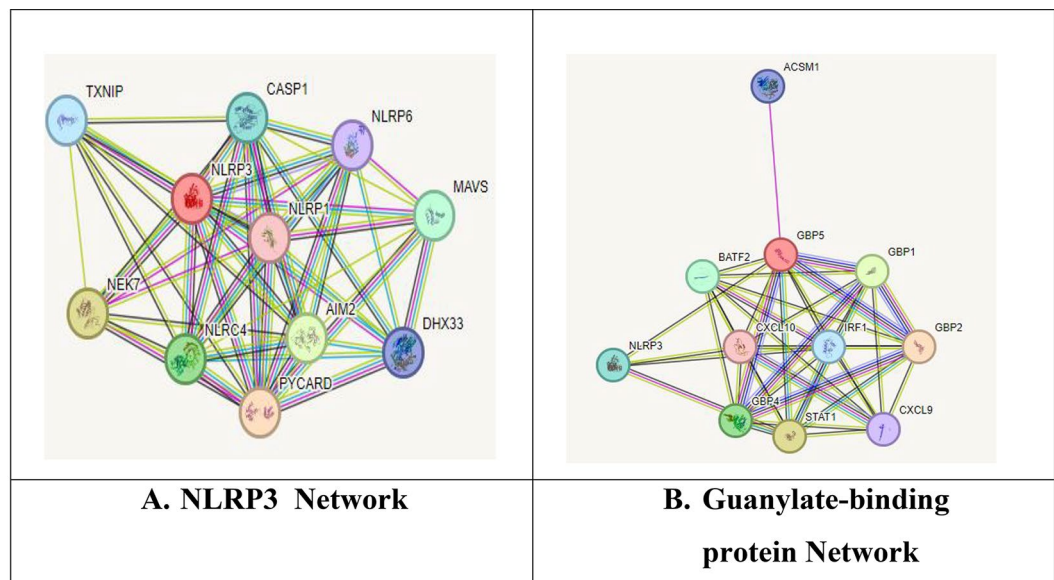 TXNIP
CASP1
NLRP6
NLRP3
MAVS
NLRP1
NEK7
AIM2
NLRC4
DHX33
PYCARD
ACSM1
GBP5
BATF2
GBP1
CXCL10
IRF1
GBP2
NLRP3
GBP4
STAT1
CXCL9
A. NLRP3 Network
B. Guanylate-binding
protein Network